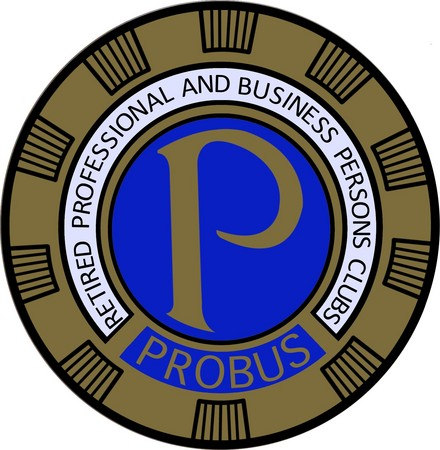 RETIRED PROFESSIONAL AND BUSINESS PERSONS CLUBS
P
PROBUS